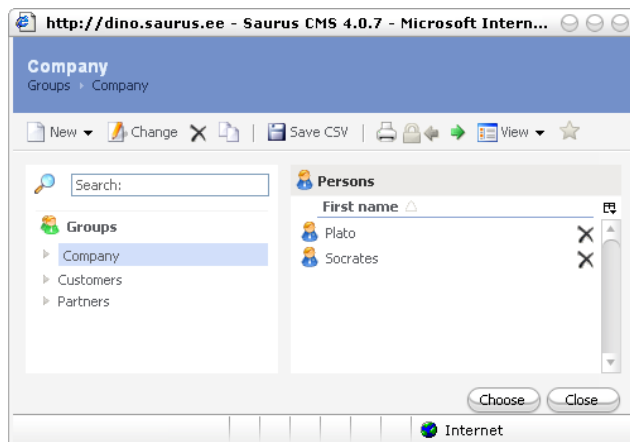 http://dino.saurus.ee - Saurus CMS 4.0.7 - Microsoft Intern...
Company
Groups Company
New Change Save CSV View
Search:
Groups
Company
Customers
Partners
Persons
First name
Plato
Socrates
Choose Close
Internet